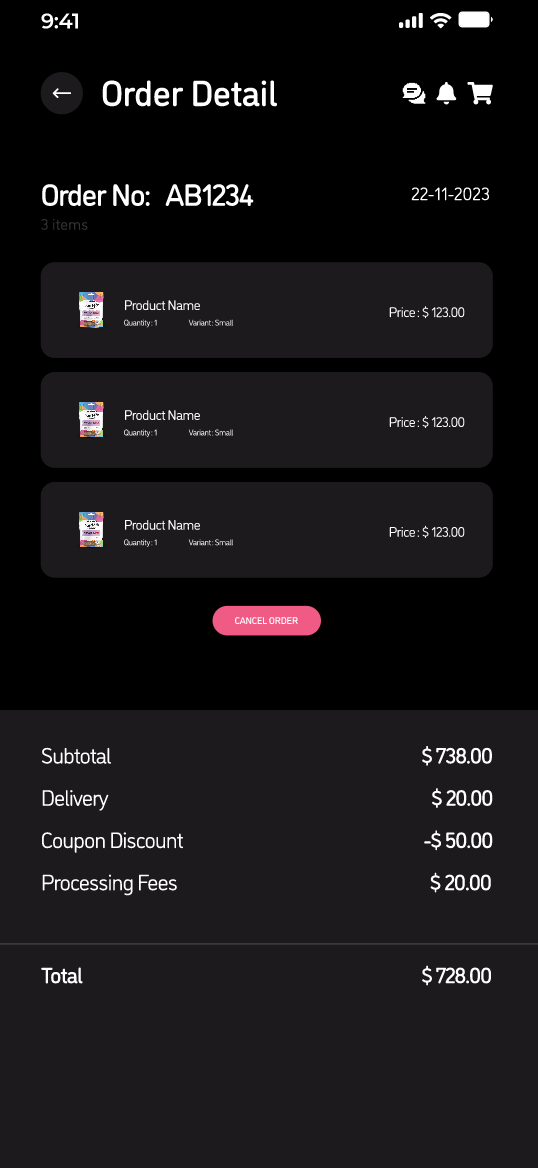 9:41
Order Detail
Order No: AB1234
22-11-2023
3 items
Product Name
Quantity: 1 Variant: Small
Price : $ 123.00
Product Name
Quantity: 1 Variant: Small
Price : $ 123.00
Product Name
Quantity: 1 Variant: Small
Price : $ 123.00
CANCEL ORDER
Subtotal $ 738.00
Delivery $ 20.00
Coupon Discount -$ 50.00
Processing Fees $ 20.00
Total $ 728.00